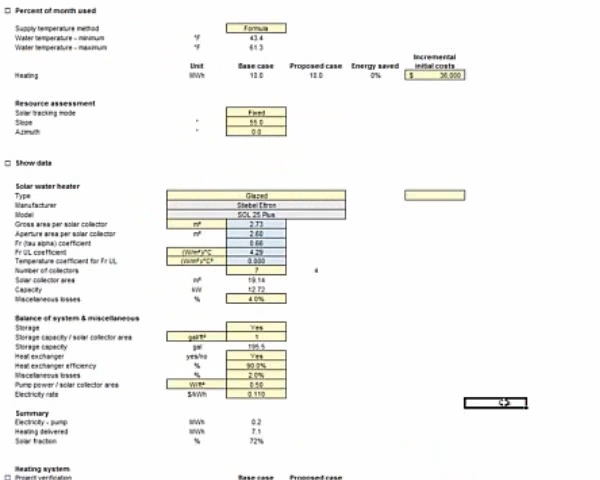 Percent of month used
Supply temperature method Formula
Water temperature - minimum °F 43.4
Water temperature - maximum °F 61.3
Unit Base case Proposed case Energy saved Incremental initial costs
Heating MWh 10.0 10.0 0% $ 36,000
Resource assessment
Solar tracking mode Fixed
Slope ° 55.0
Azimuth ° 0.0
Show data
Solar water heater
Type Glazed
Manufacturer Stiebel Eltron
Model SOL 25 Plus
Gross area per solar collector m² 2.73
Aperture area per solar collector m² 2.60
Fr (tau alpha) coefficient 0.66
Fr UL coefficient (W/m²)/°C 4.29
Temperature coefficient for Fr UL (W/m²)/°C² 0.000
Number of collectors 7 4
Solar collector area m² 19.14
Capacity kW 12.72
Miscellaneous losses % 4.0%
Balance of system & miscellaneous
Storage Yes
Storage capacity / solar collector area gal/ft² 1
Storage capacity gal 195.5
Heat exchanger yes/no Yes
Heat exchanger efficiency % 90.0%
Miscellaneous losses % 2.0%
Pump power / solar collector area W/ft² 0.50
Electricity rate $/kWh 0.110
Summary
Electricity - pump MWh 0.2
Heating delivered MWh 7.1
Solar fraction % 72%
Heating system
Project verification Base case Proposed case